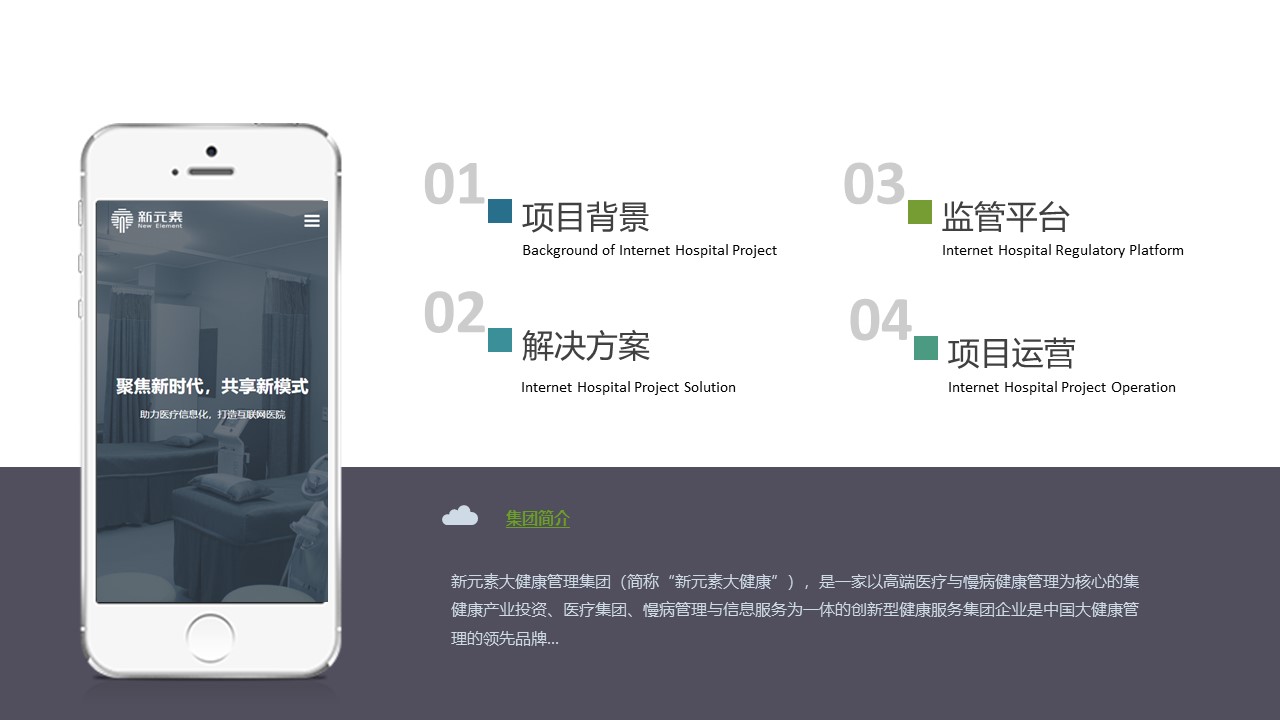 新元素
New Element
聚焦新时代，共享新模式
助力医疗信息化，打造互联网医院
01
项目背景
Background of Internet Hospital Project
02
解决方案
Internet Hospital Project Solution
03
监管平台
Internet Hospital Regulatory Platform
04
项目运营
Internet Hospital Project Operation
集团简介
新元素大健康管理集团（简称“新元素大健康”），是一家以高端医疗与慢病健康管理为核心的集
健康产业投资、医疗集团、慢病管理与信息服务为一体的创新型健康服务集团企业是中国大健康管
理的领先品牌...